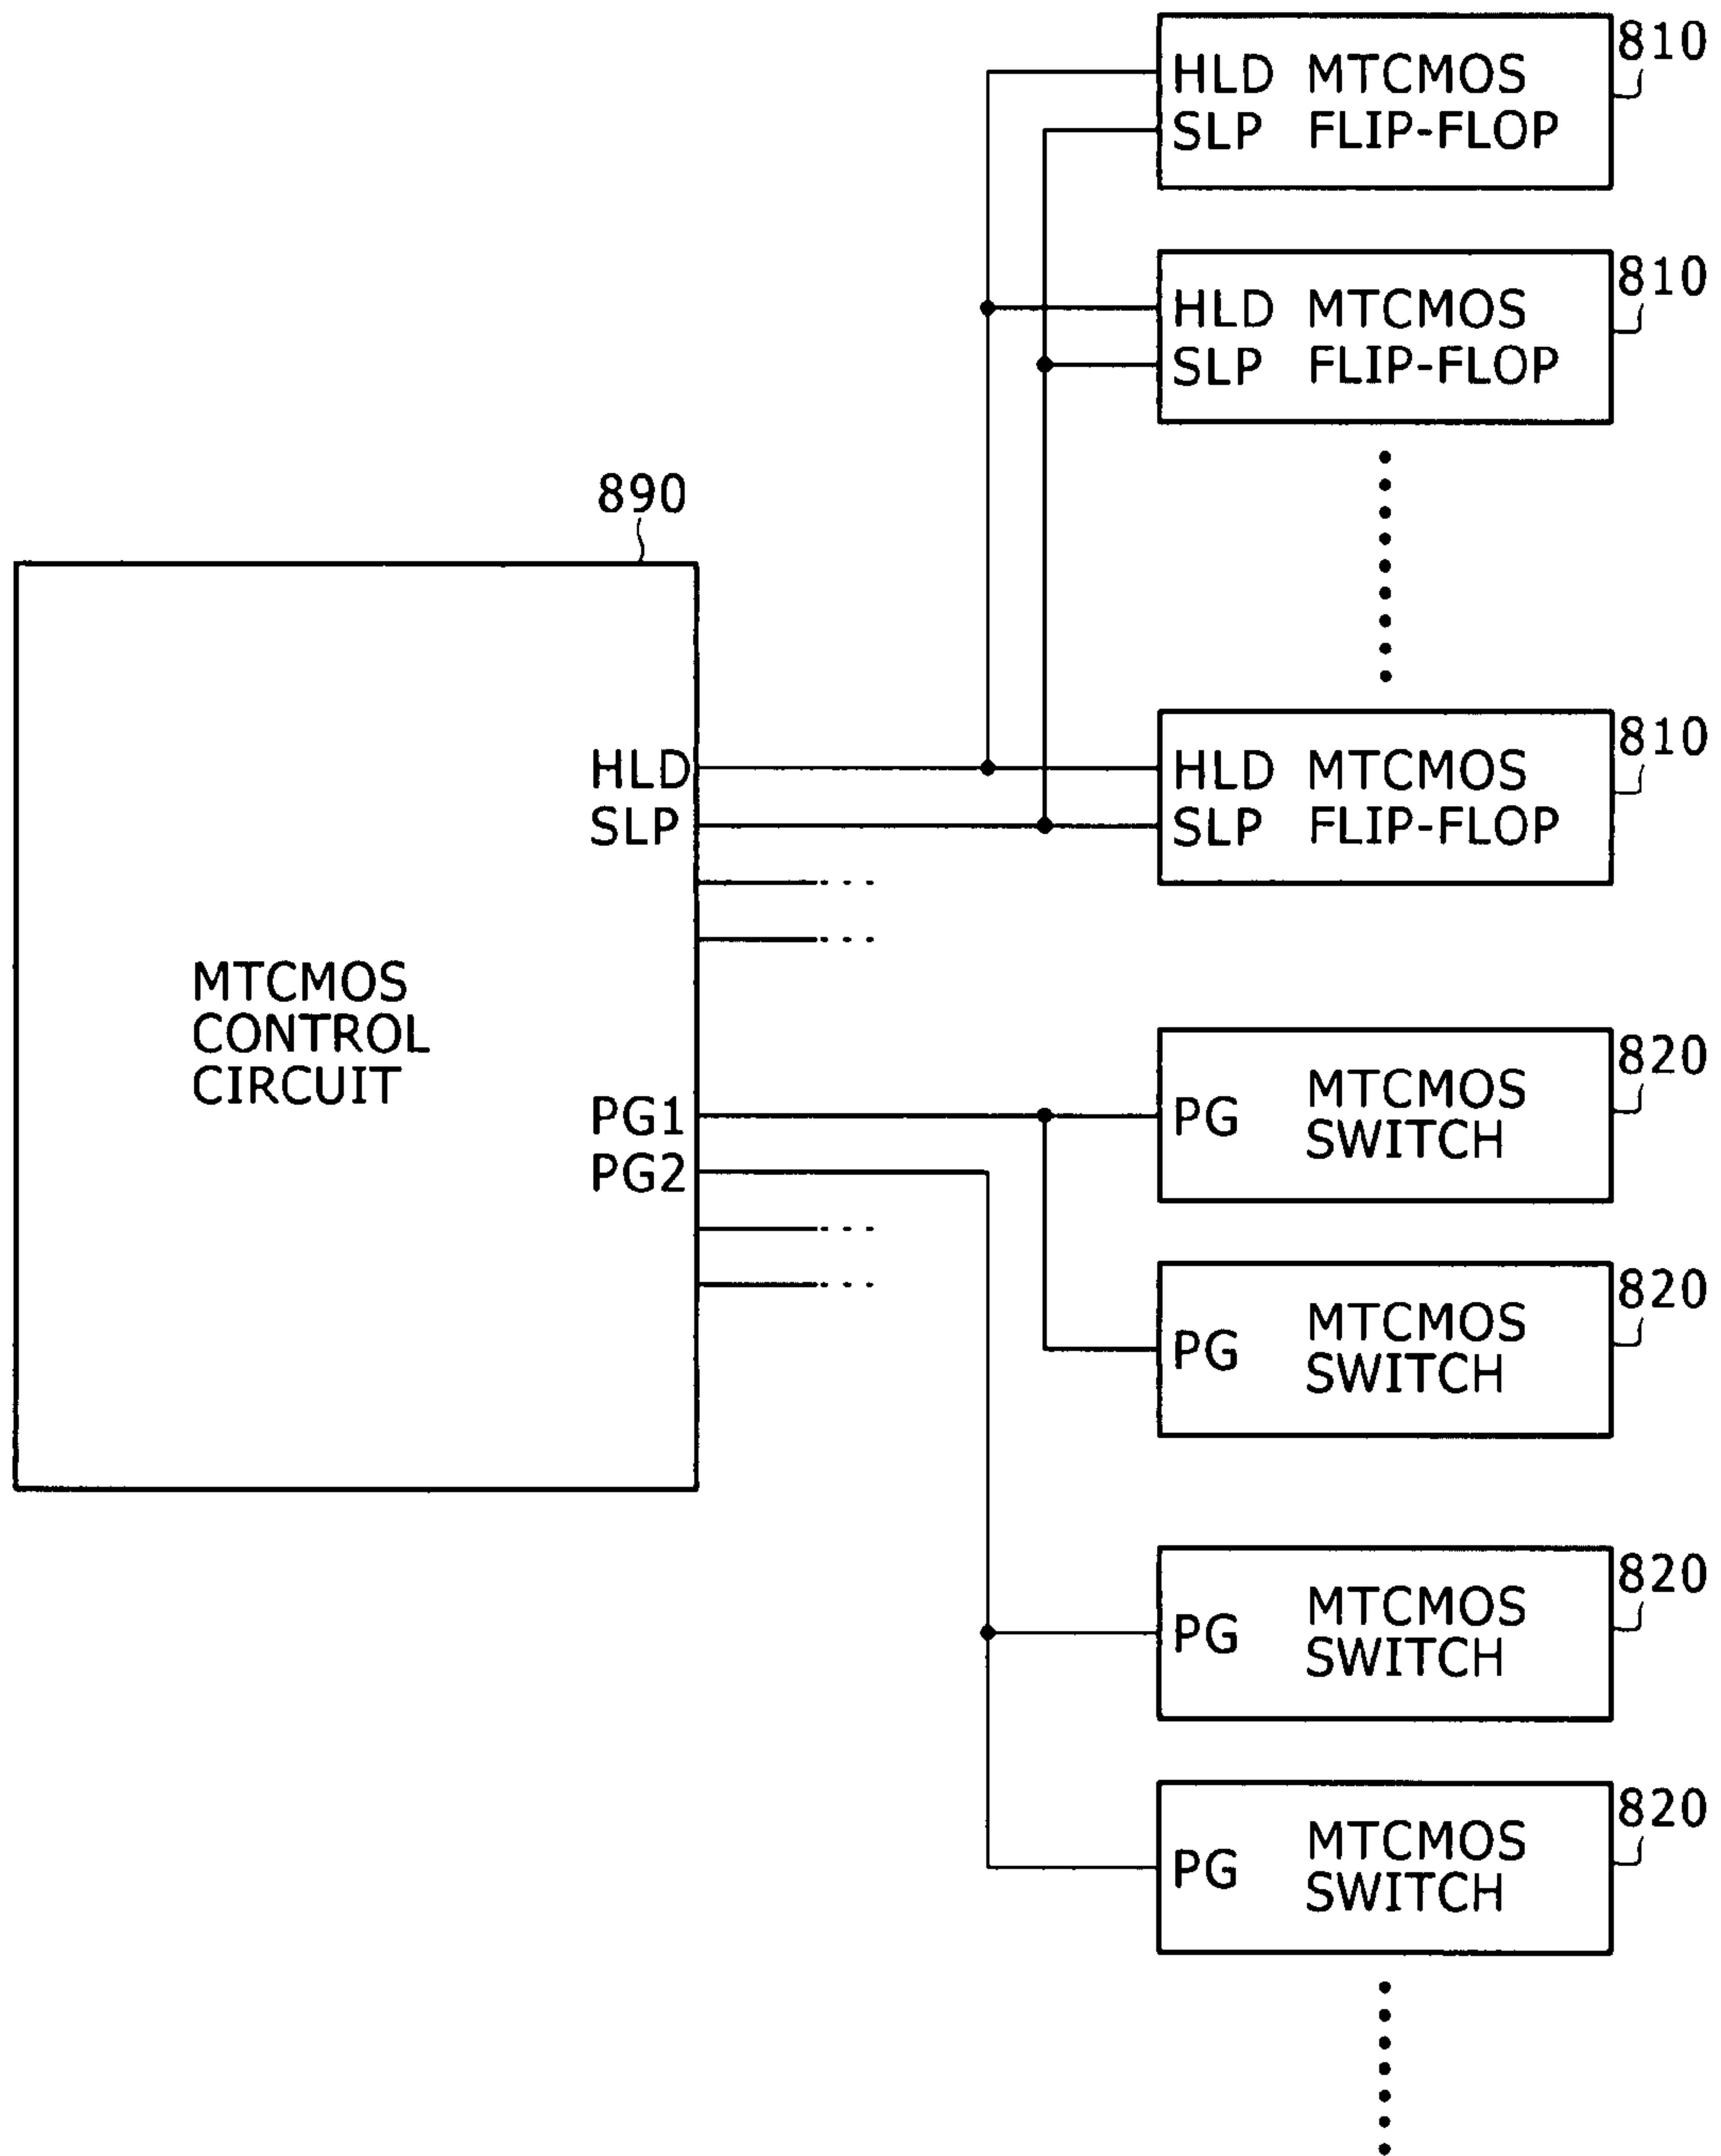 810
HLD MTCMOS
SLP FLIP-FLOP
810
HLD MTCMOS
SLP FLIP-FLOP
890
810
HLD
HLD MTCMOS
SLP
SLP FLIP-FLOP
MTCMOS
CONTROL
CIRCUIT
820
PG1
PG
MTCMOS
SWITCH
PG2
820
PG
MTCMOS
SWITCH
820
PG
MTCMOS
SWITCH
820
PG
MTCMOS
SWITCH